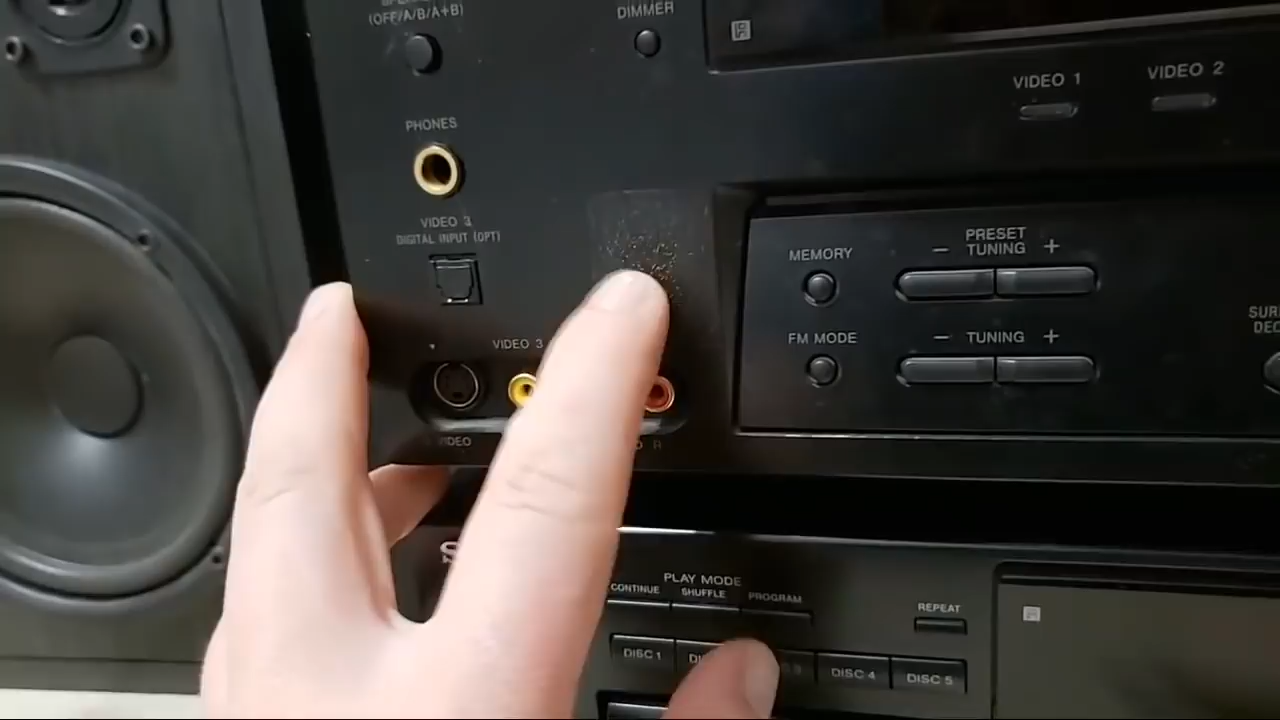 (OFF/A/B/A+B)
DIMMER
VIDEO 1
VIDEO 2
PHONES
VIDEO 3
DIGITAL INPUT (OPT)
PRESET
− TUNING +
MEMORY
FM MODE
− TUNING +
VIDEO 3
VIDEO
R
PLAY MODE
CONTINUE
SHUFFLE
PROGRAM
REPEAT
DISC 1
DISC 4
DISC 5